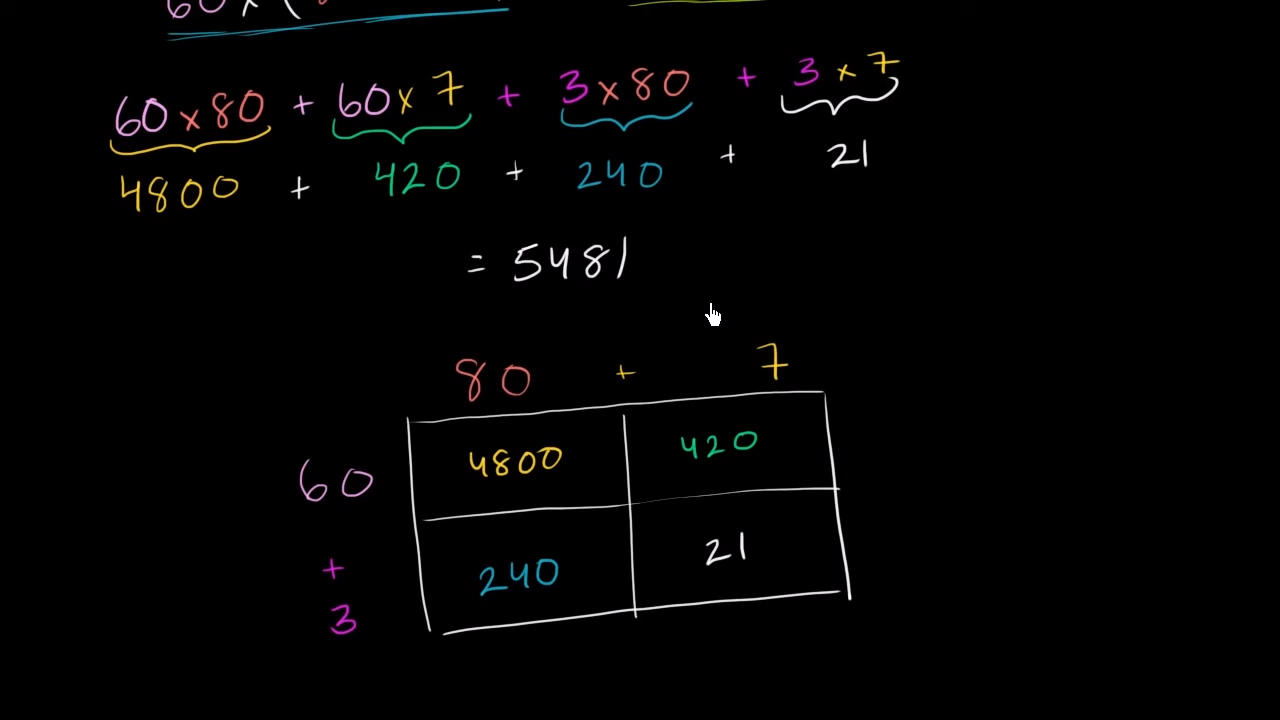 60 × (
60 × 80 + 60 × 7 + 3 × 80 + 3 × 7
4800 + 420 + 240 + 21
= 5481
80 + 7
60 4800 420
+
3 240 21